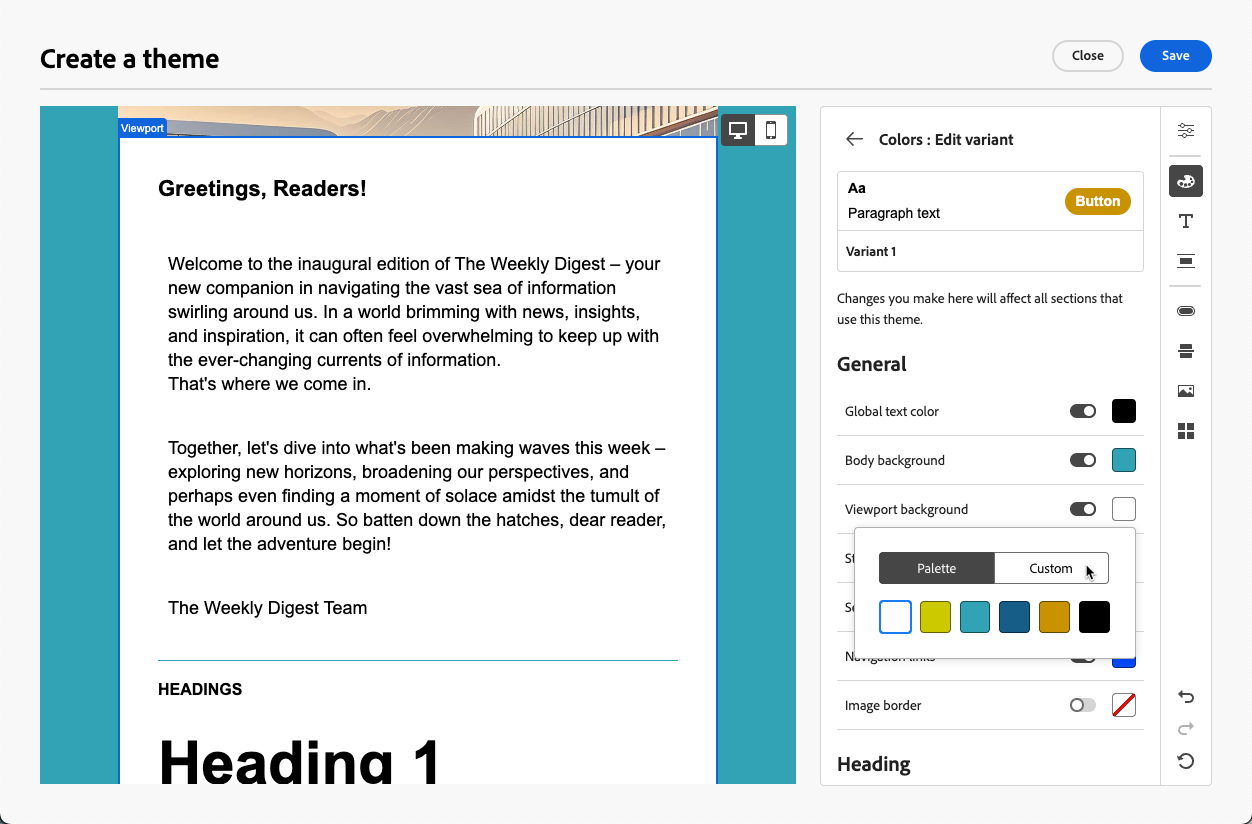 Create a theme
Close
Save
Viewport
Greetings, Readers!
Welcome to the inaugural edition of The Weekly Digest – your
new companion in navigating the vast sea of information
swirling around us. In a world brimming with news, insights,
and inspiration, it can often feel overwhelming to keep up with
the ever-changing currents of information.
That's where we come in.
Together, let's dive into what's been making waves this week –
exploring new horizons, broadening our perspectives, and
perhaps even finding a moment of solace amidst the tumult of
the world around us. So batten down the hatches, dear reader,
and let the adventure begin!
The Weekly Digest Team
HEADINGS
Heading 1
Colors : Edit variant
Aa
Paragraph text
Button
Variant 1
Changes you make here will affect all sections that
use this theme.
General
Global text color
Body background
Viewport background
Palette
Custom
Navigation links
Image border
Heading